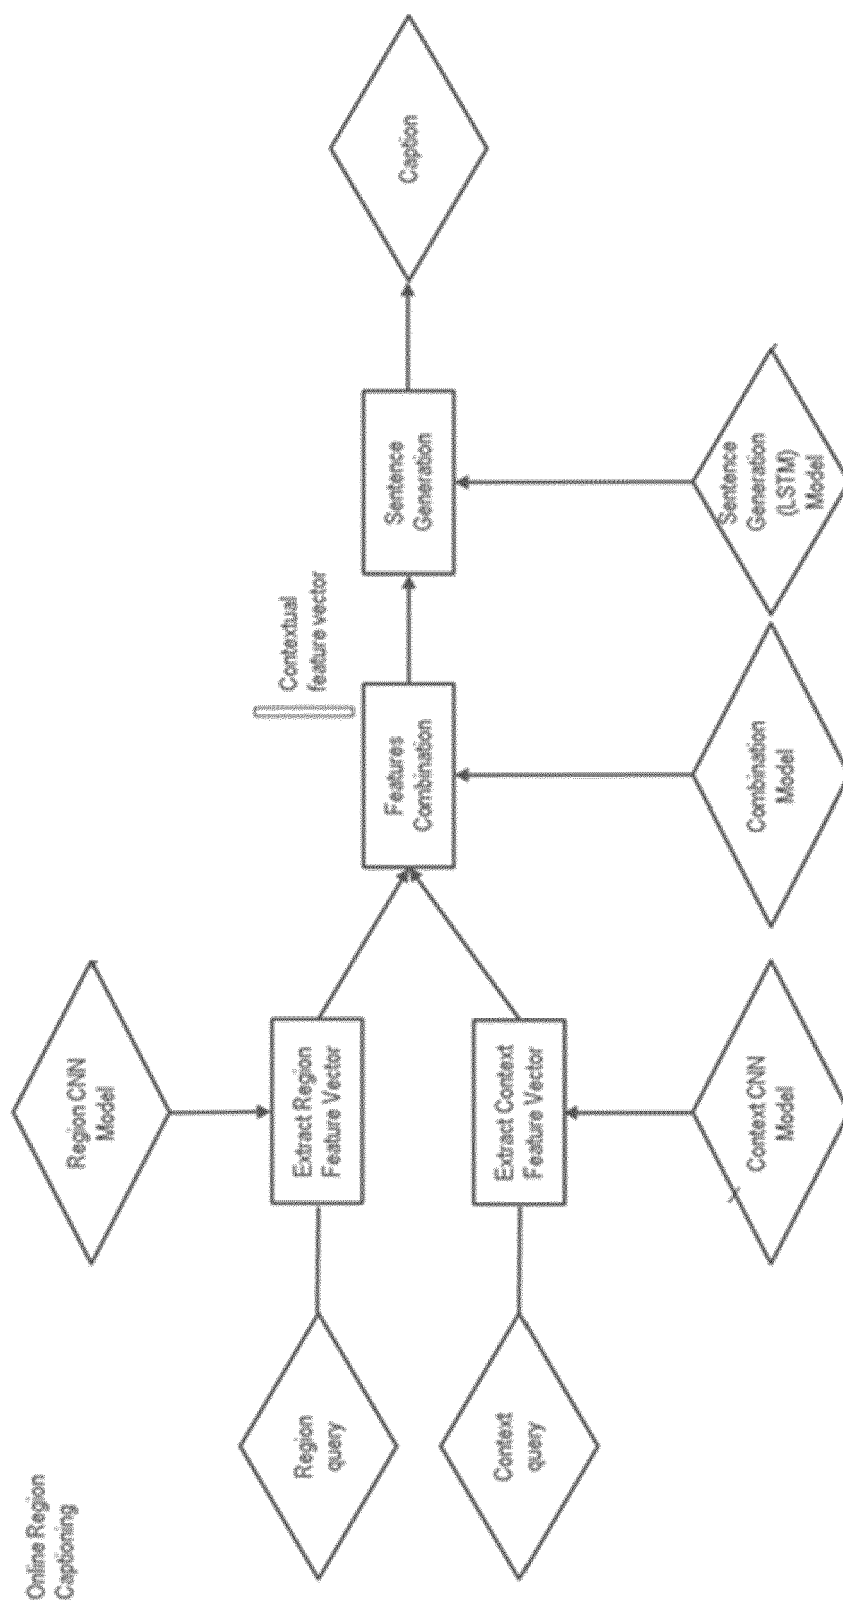 Online Region
Captioning
Region
query
Context
query
Region CNN
Model
Extract Region
Feature Vector
Extract Context
Feature Vector
Context CNN
Model
Features
Combination
Combination
Model
Contextual
feature vector
Sentence
Generation
Sentence
Generation
(LSTM)
Model
Caption